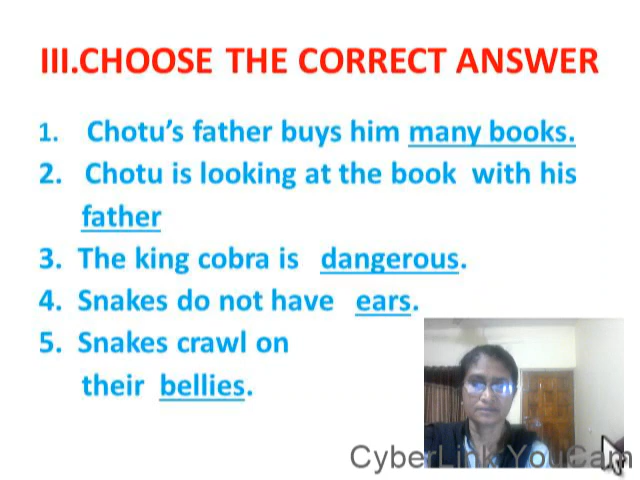 III.CHOOSE THE CORRECT ANSWER
1. Chotu's father buys him many books.
2. Chotu is looking at the book with his
father
3. The king cobra is dangerous.
4. Snakes do not have ears.
5. Snakes crawl on
their bellies.
CyberLink YouCam